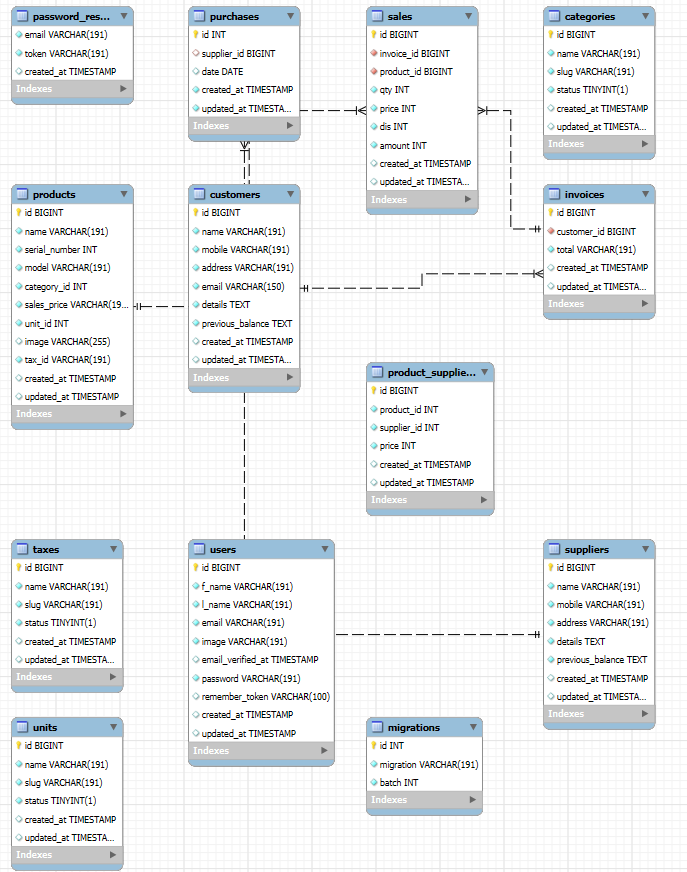 password_res...
email VARCHAR(191)
token VARCHAR(191)
created_at TIMESTAMP
Indexes
purchases
id INT
supplier_id BIGINT
date DATE
created_at TIMESTAMP
updated_at TIMESTA...
Indexes
sales
id BIGINT
invoice_id BIGINT
product_id BIGINT
qty INT
price INT
dis INT
amount INT
created_at TIMESTAMP
updated_at TIMESTA...
Indexes
categories
id BIGINT
name VARCHAR(191)
slug VARCHAR(191)
status TINYINT(1)
created_at TIMESTAMP
updated_at TIMESTA...
Indexes
products
id BIGINT
name VARCHAR(191)
serial_number INT
model VARCHAR(191)
category_id INT
sales_price VARCHAR(19...
unit_id INT
image VARCHAR(255)
tax_id VARCHAR(191)
created_at TIMESTAMP
updated_at TIMESTAMP
Indexes
customers
id BIGINT
name VARCHAR(191)
mobile VARCHAR(191)
address VARCHAR(191)
email VARCHAR(150)
details TEXT
previous_balance TEXT
created_at TIMESTAMP
updated_at TIMESTA...
Indexes
invoices
id BIGINT
customer_id BIGINT
total VARCHAR(191)
created_at TIMESTAMP
updated_at TIMESTA...
Indexes
product_supplie...
id BIGINT
product_id INT
supplier_id INT
price INT
created_at TIMESTAMP
updated_at TIMESTAMP
Indexes
taxes
id BIGINT
name VARCHAR(191)
slug VARCHAR(191)
status TINYINT(1)
created_at TIMESTAMP
updated_at TIMESTA...
Indexes
users
id BIGINT
f_name VARCHAR(191)
l_name VARCHAR(191)
email VARCHAR(191)
image VARCHAR(191)
email_verified_at TIMESTAMP
password VARCHAR(191)
remember_token VARCHAR(100)
created_at TIMESTAMP
updated_at TIMESTAMP
Indexes
suppliers
id BIGINT
name VARCHAR(191)
mobile VARCHAR(191)
address VARCHAR(191)
details TEXT
previous_balance TEXT
created_at TIMESTAMP
updated_at TIMESTA...
Indexes
units
id BIGINT
name VARCHAR(191)
slug VARCHAR(191)
status TINYINT(1)
created_at TIMESTAMP
updated_at TIMESTA...
Indexes
migrations
id INT
migration VARCHAR(191)
batch INT
Indexes